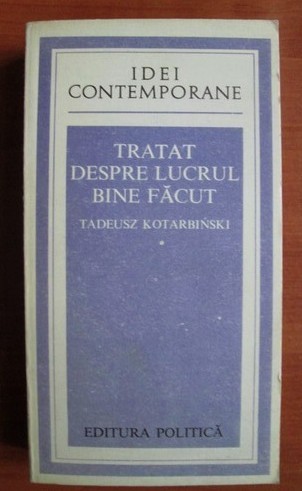 IDEI
CONTEMPORANE
TRATAT
DESPRE LUCRUL
BINE FĂCUT
TADEUSZ KOTARBIŃSKI
*
EDITURA POLITICĂ